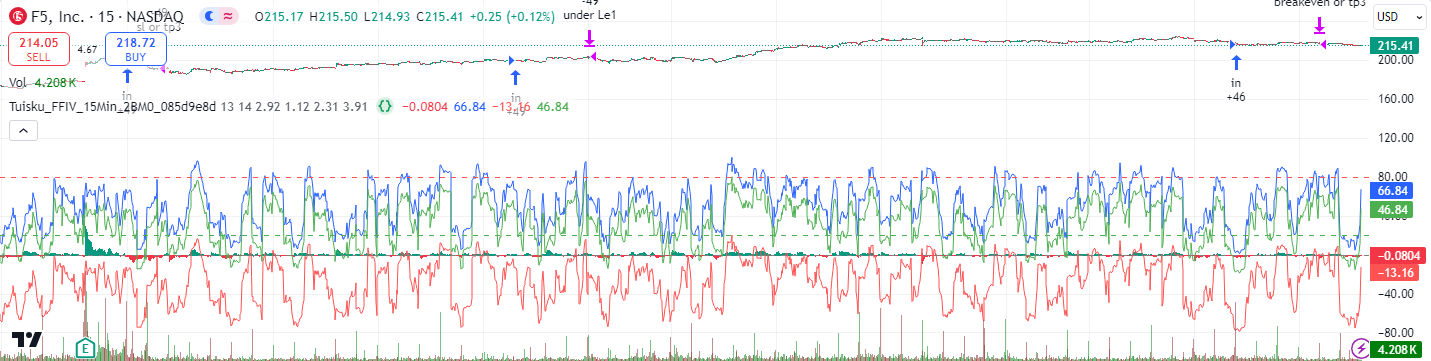 F5, Inc. · 15 · NASDAQ O215.17 H215.50 L214.93 C215.41 +0.25 (+0.12%)
-49
under Le1
breakeven or tp3
USD
sl or tp3
214.05
SELL
4.67
218.72
BUY
215.41
200.00
Vol 4.208 K
in
in
+49
in
+46
160.00
Tuisku_FFIV_15Min_2BM0_085d9e8d 13 14 2.92 1.12 2.31 3.91 {} −0.0804 66.84 −13.16 46.84
120.00
80.00
66.84
46.84
−0.0804
−13.16
−40.00
−80.00
E
4.208 K